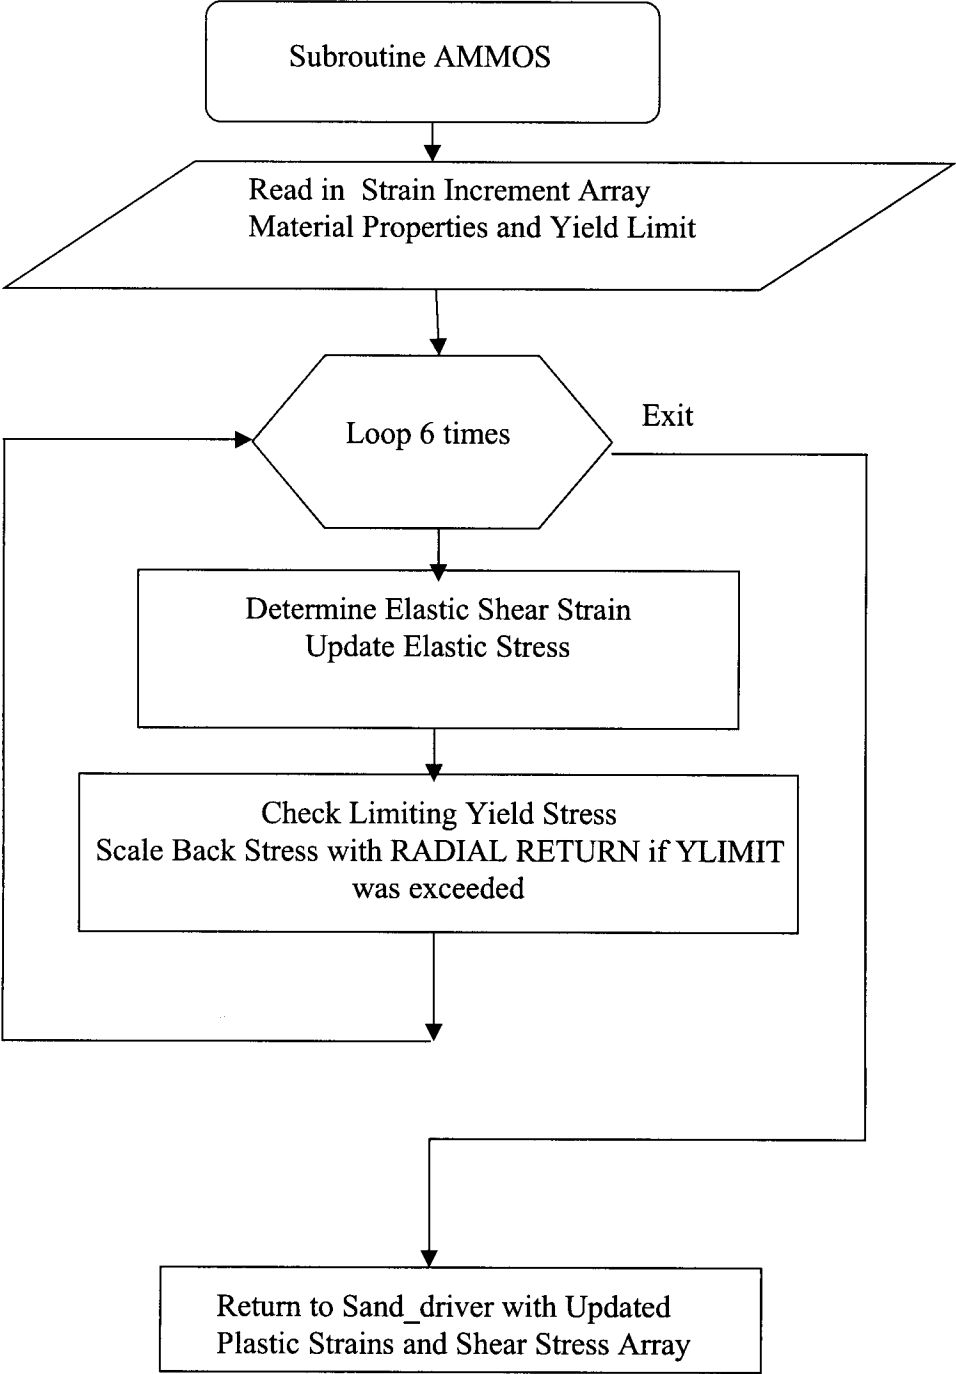 Subroutine AMMOS
Read in Strain Increment Array
Material Properties and Yield Limit
Loop 6 times
Exit
Determine Elastic Shear Strain
Update Elastic Stress
Check Limiting Yield Stress
Scale Back Stress with RADIAL RETURN if YLIMIT
was exceeded
Return to Sand_driver with Updated
Plastic Strains and Shear Stress Array